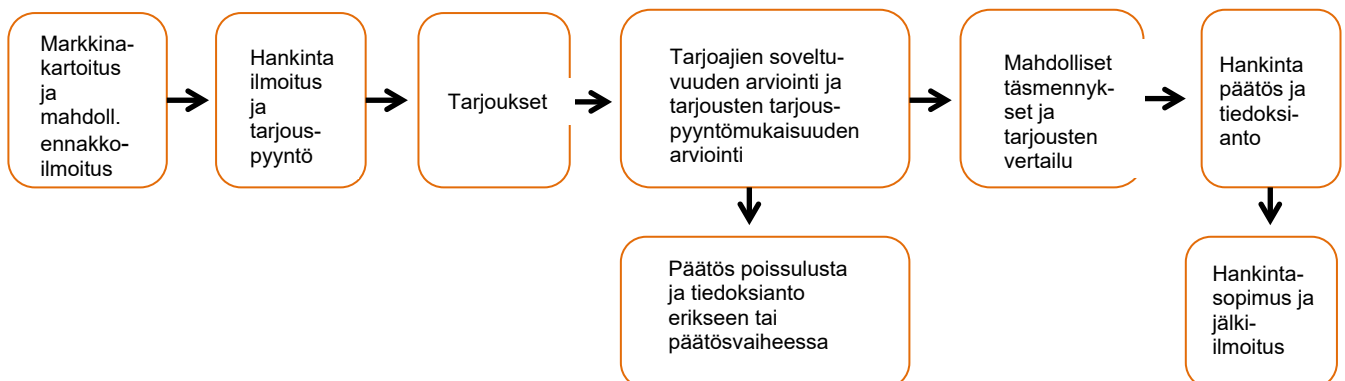 Markkina-
kartoitus
ja
mahdoll.
ennakko-
ilmoitus
Hankinta
ilmoitus
ja
tarjous-
pyyntö
Tarjoukset
Tarjoajien soveltu-
vuuden arviointi ja
tarjousten tarjous-
pyyntömukaisuuden
arviointi
Mahdolliset
täsmennyk-
set ja
tarjousten
vertailu
Hankinta
päätös ja
tiedoksi-
anto
Päätös poissulusta
ja tiedoksianto
erikseen tai
päätösvaiheessa
Hankinta-
sopimus ja
jälki-
ilmoitus